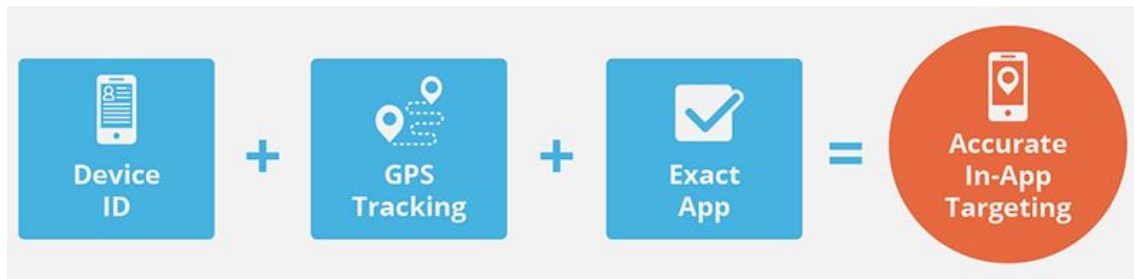 Device
ID
+
GPS
Tracking
+
Exact
App
=
Accurate
In-App
Targeting